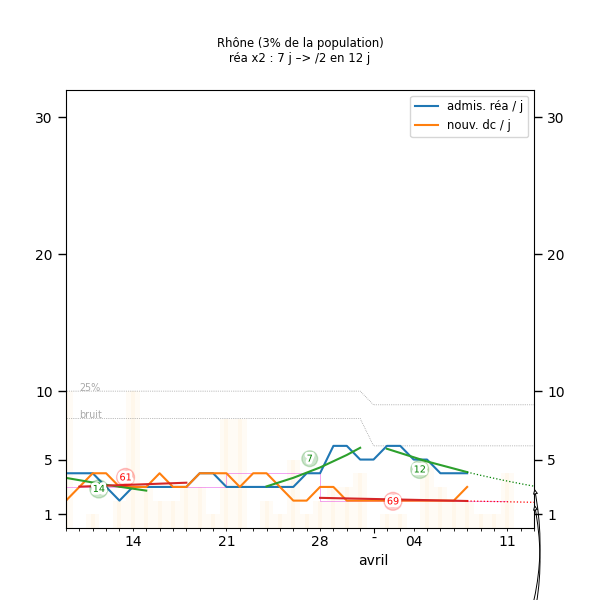 Rhône (3% de la population)
réa x2 : 7 j –> /2 en 12 j
admis. réa / j
nouv. dc / j
30 30
20 20
10 10
5 5
1 1
25%
bruit
14
61
7
12
69
14 21 28 - 04 11
avril